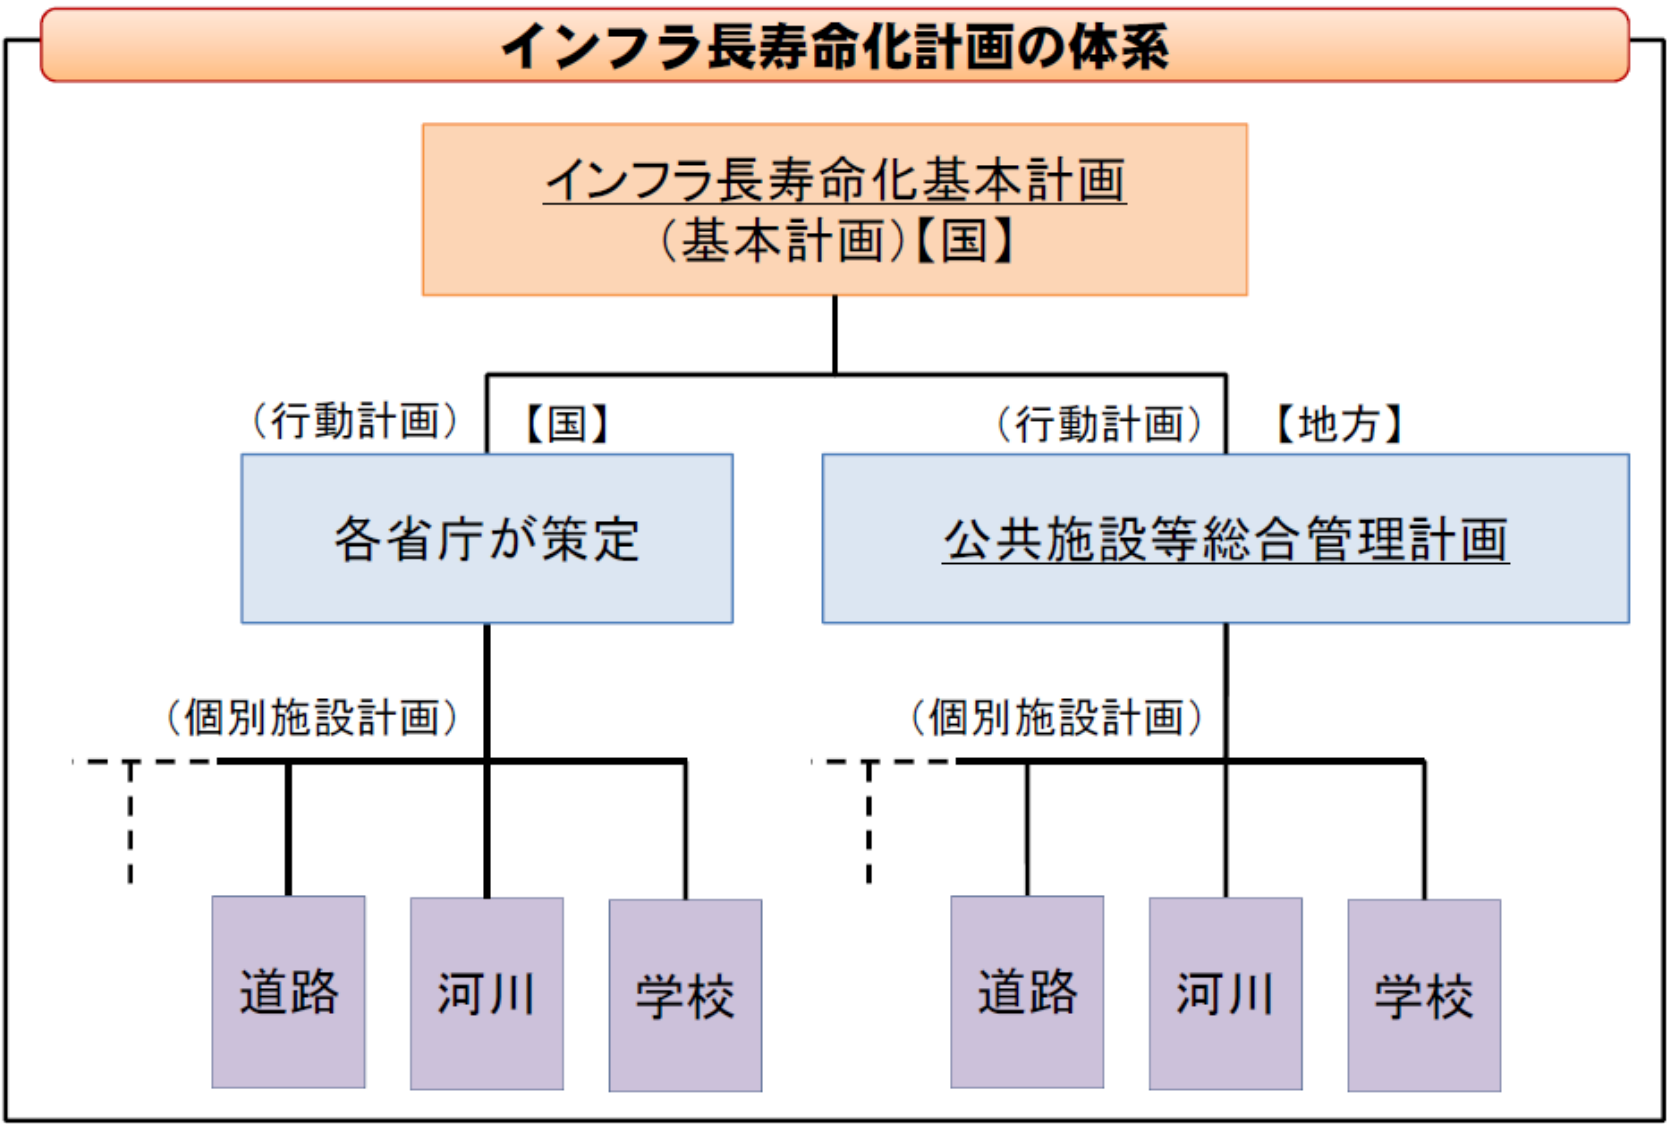 インフラ長寿命化計画の体系
インフラ長寿命化基本計画
(基本計画)【国】
(行動計画) 【国】
(行動計画) 【地方】
各省庁が策定
公共施設等総合管理計画
(個別施設計画)
(個別施設計画)
道路
河川
学校
道路
河川
学校